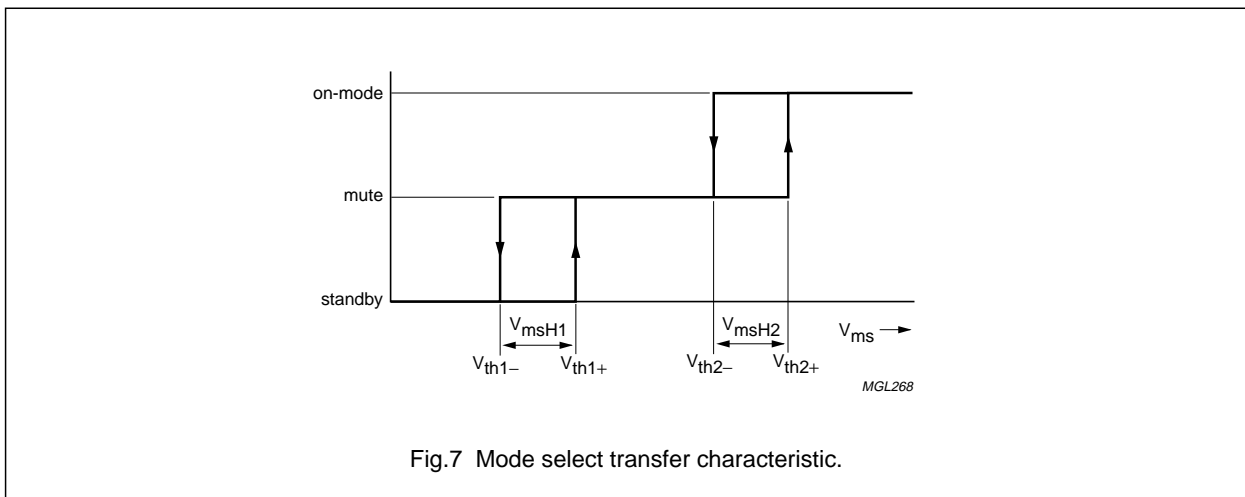 on-mode
mute
standby
VmsH1
VmsH2
Vms
Vth1−
Vth1+
Vth2−
Vth2+
MGL268
Fig.7 Mode select transfer characteristic.